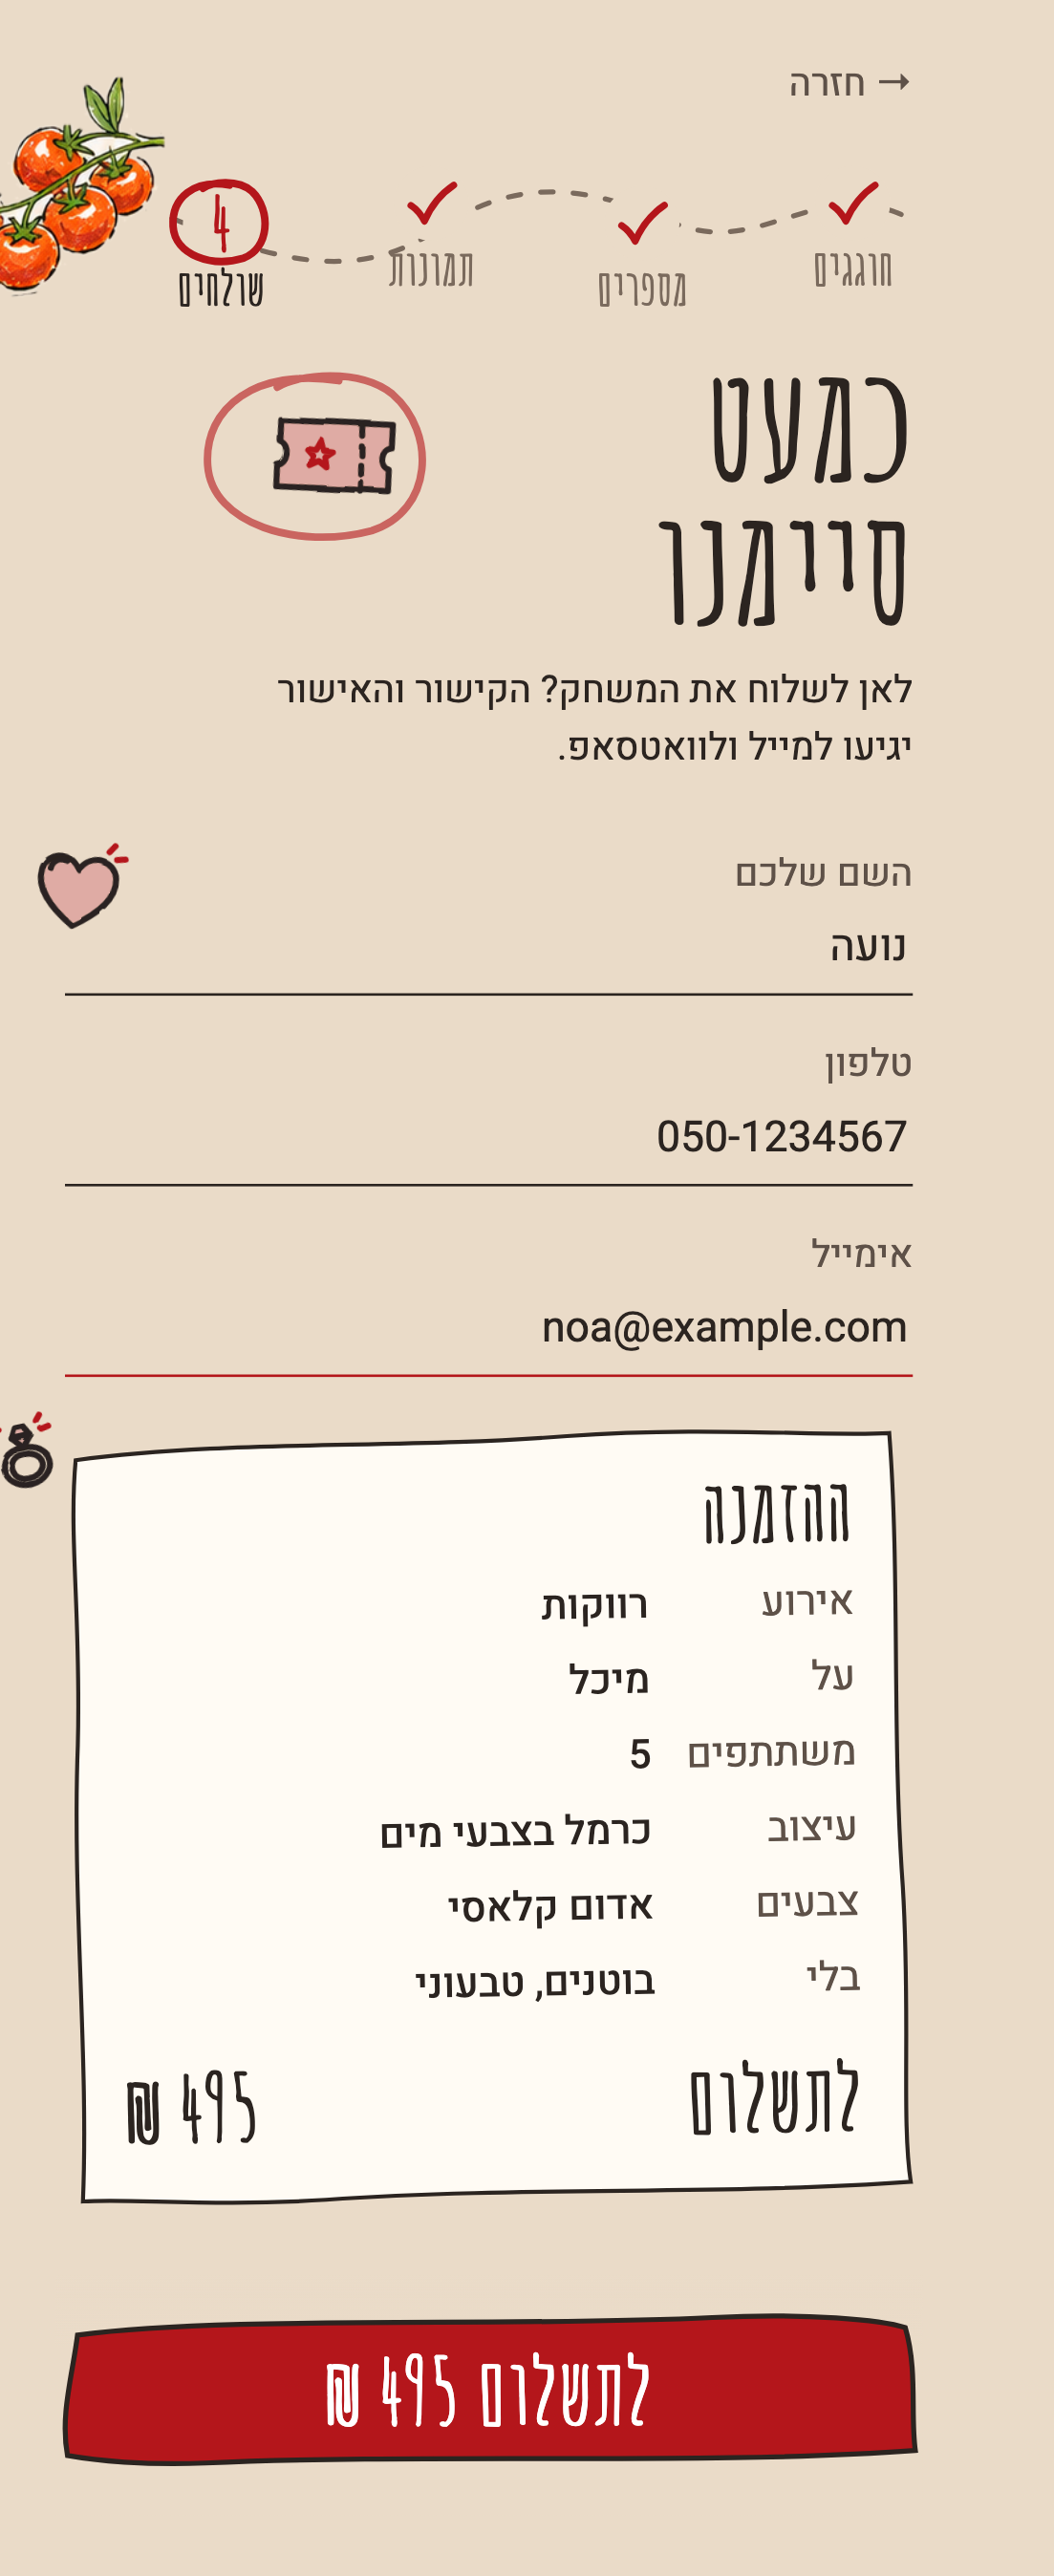 → חזרה
חוגגים
מספרים
תמונות
4
שולחים
כמעט
סיימנו
לאן לשלוח את המשחק? הקישור והאישור
יגיעו למייל ולוואטסאפ.
השם שלכם
נועה
טלפון
050-1234567
אימייל
noa@example.com
ההזמנה
אירוע רווקות
על מיכל
משתתפים 5
עיצוב כרמל בצבעי מים
צבעים אדום קלאסי
בלי בוטנים, טבעוני
לתשלום 495 ₪
לתשלום 495 ₪